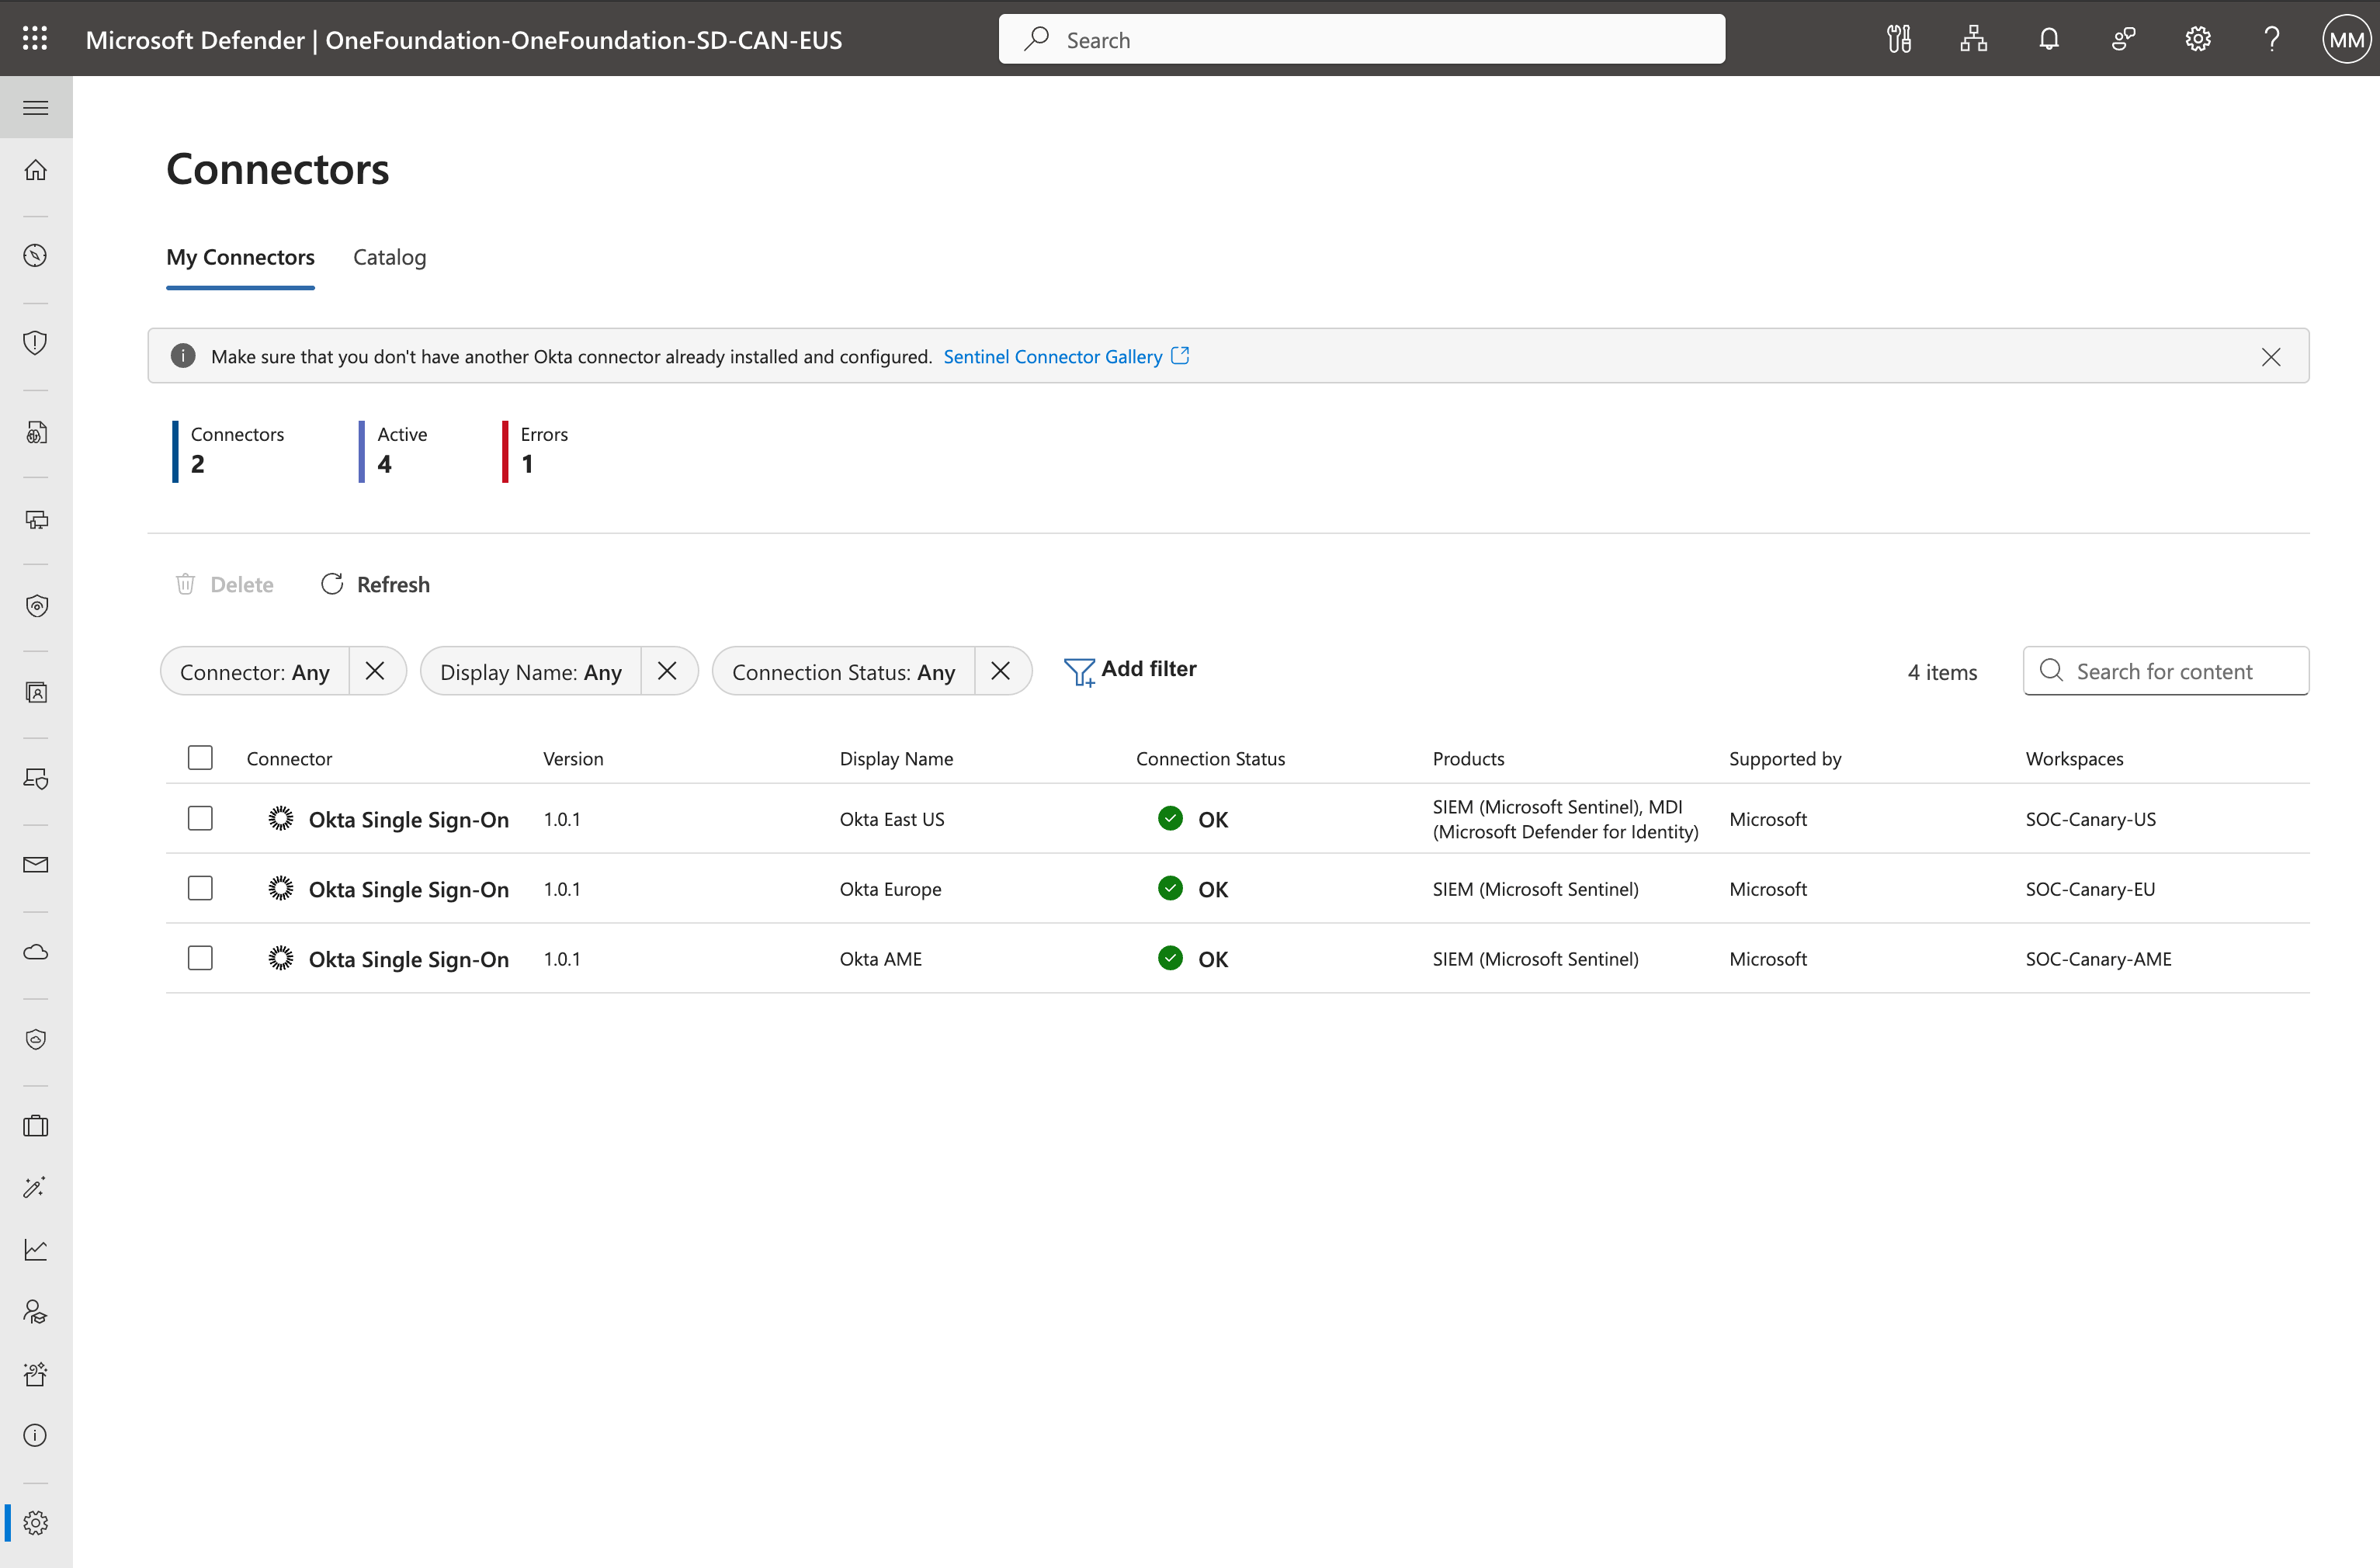 Microsoft Defender | OneFoundation-OneFoundation-SD-CAN-EUS
Search
MM
Connectors
My Connectors
Catalog
Make sure that you don't have another Okta connector already installed and configured. Sentinel Connector Gallery
Connectors
2
Active
4
Errors
1
Delete
Refresh
Connector: Any
Display Name: Any
Connection Status: Any
Add filter
4 items
Search for content
Connector Version Display Name Connection Status Products Supported by Workspaces
Okta Single Sign-On 1.0.1 Okta East US OK SIEM (Microsoft Sentinel), MDI
(Microsoft Defender for Identity) Microsoft SOC-Canary-US
Okta Single Sign-On 1.0.1 Okta Europe OK SIEM (Microsoft Sentinel) Microsoft SOC-Canary-EU
Okta Single Sign-On 1.0.1 Okta AME OK SIEM (Microsoft Sentinel) Microsoft SOC-Canary-AME